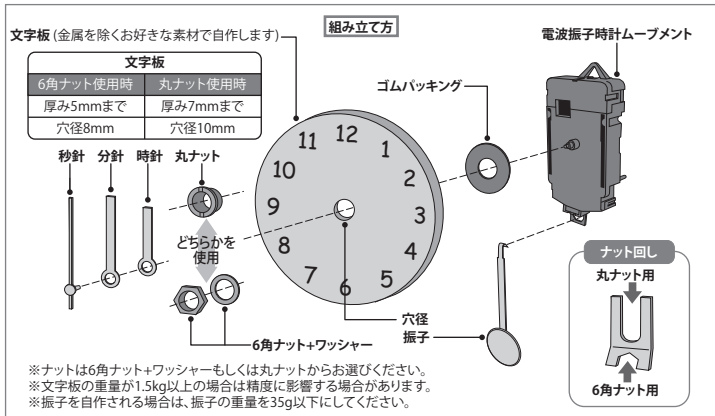 組み立て方
文字板 (金属を除くお好きな素材で自作します)
電波振子時計ムーブメント
文字板
6角ナット使用時 丸ナット使用時
厚み5mmまで 厚み7mmまで
穴径8mm 穴径10mm
ゴムパッキング
秒針 分針 時針 丸ナット
12
1
2
3
4
5
6
7
8
9
10
11
どちらかを
使用
ナット回し
丸ナット用
6角ナット用
穴径
振子
6角ナット+ワッシャー
※ナットは6角ナット+ワッシャーもしくは丸ナットからお選びください。
※文字板の重量が1.5kg以上の場合は精度に影響する場合があります。
※振子を自作される場合は、振子の重量を35g以下にしてください。